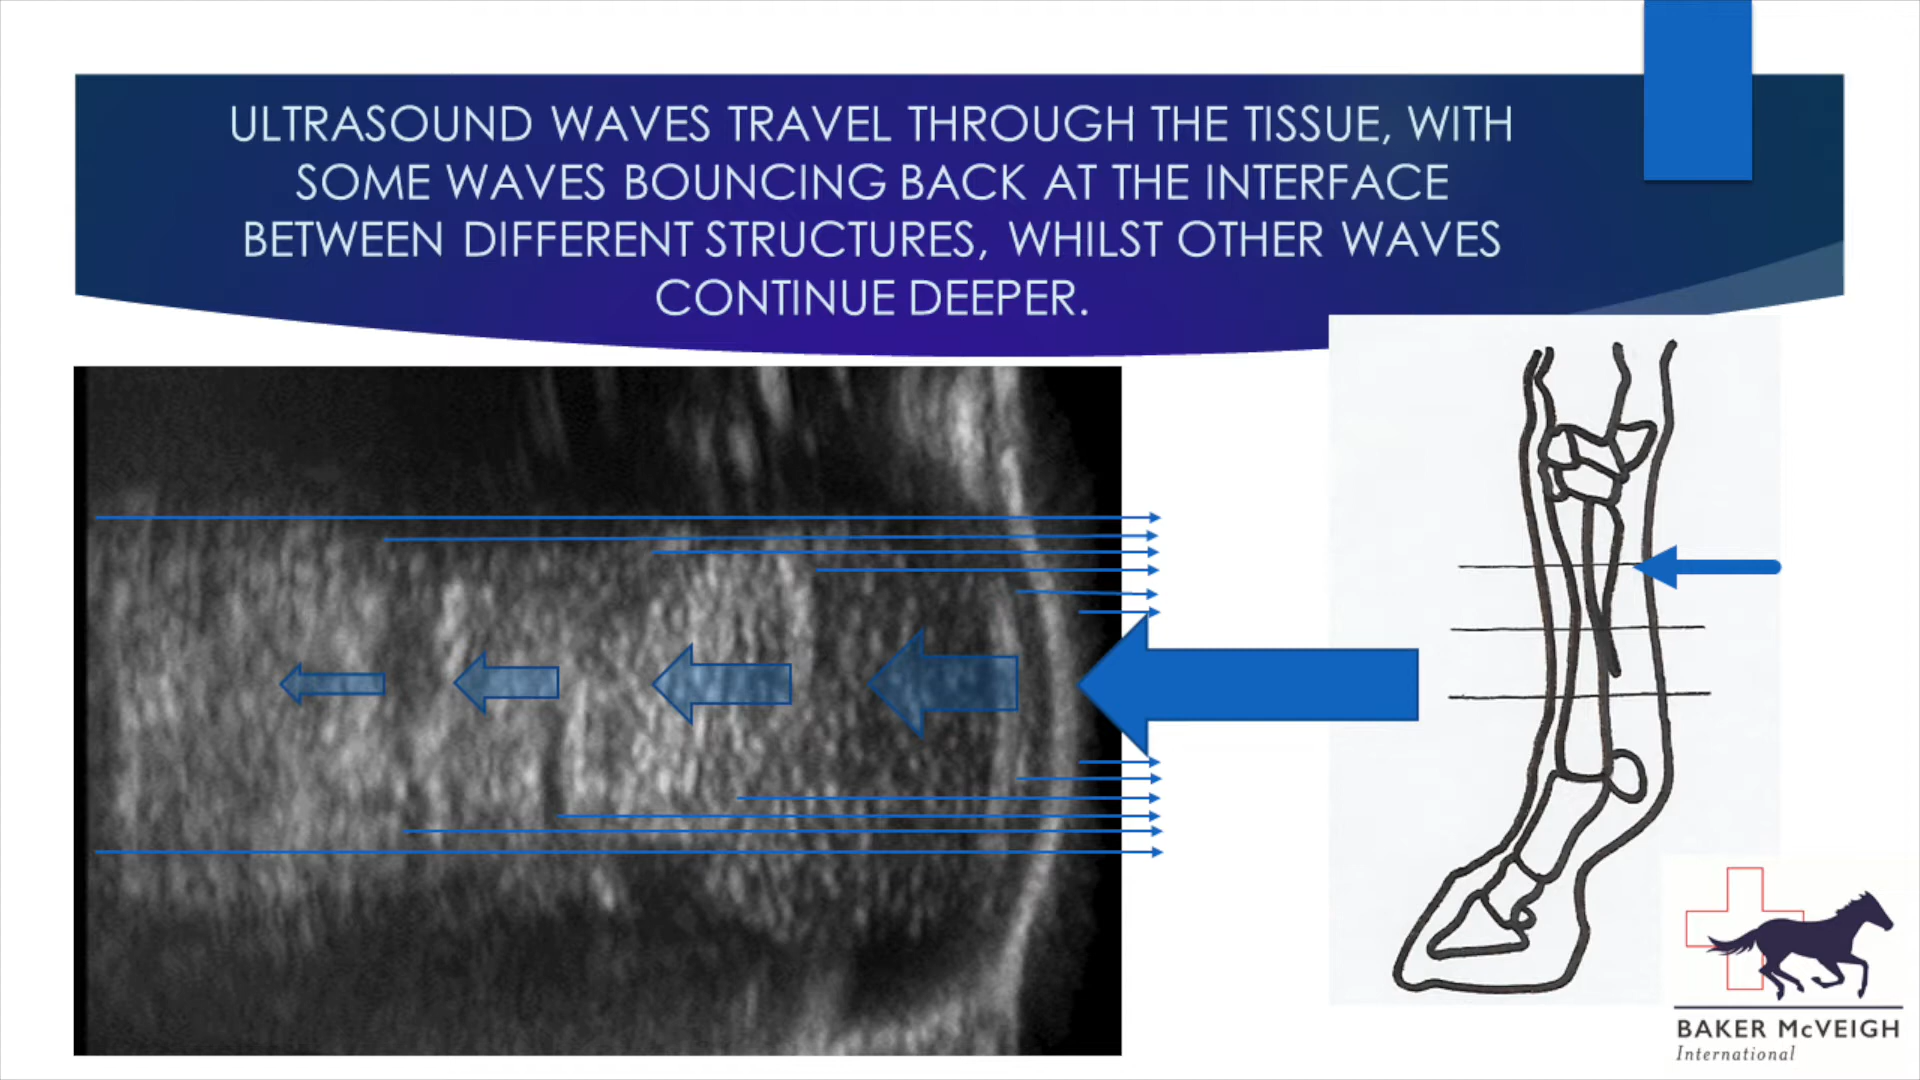 ULTRASOUND WAVES TRAVEL THROUGH THE TISSUE, WITH
SOME WAVES BOUNCING BACK AT THE INTERFACE
BETWEEN DIFFERENT STRUCTURES, WHILST OTHER WAVES
CONTINUE DEEPER.
BAKER McVEIGH
International